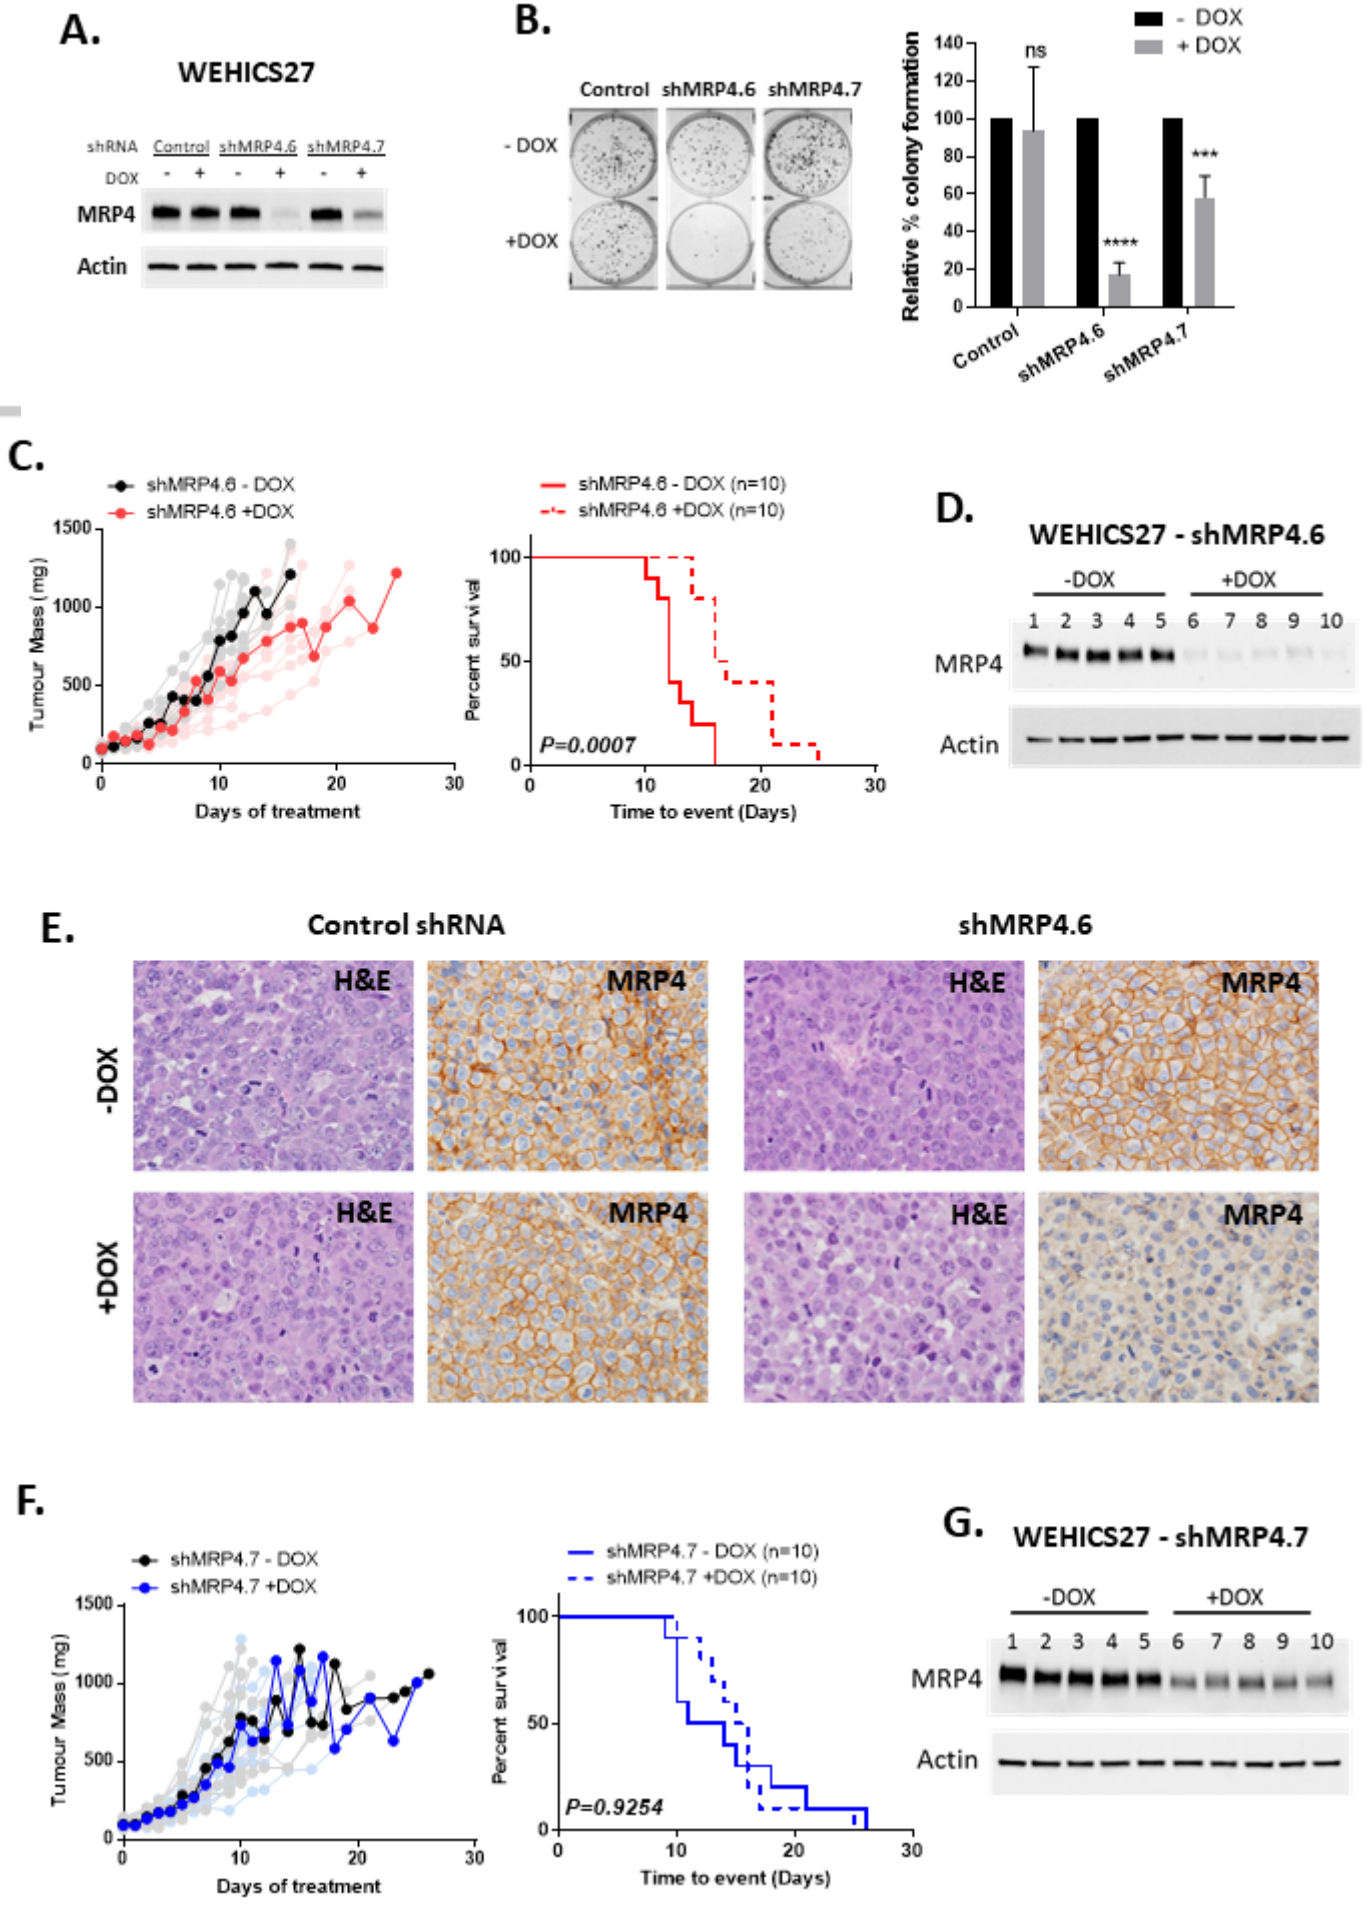 A.
WEHICS27
shRNA Control shMRP4.6 shMRP4.7
DOX - + - + - +
MRP4
Actin
B.
Control shMRP4.6 shMRP4.7
- DOX
+DOX
- DOX
+ DOX
Relative % colony formation
140
120
100
80
60
40
20
0
ns
****
***
Control
shMRP4.6
shMRP4.7
C.
shMRP4.6 - DOX
shMRP4.6 +DOX
Tumour Mass (mg)
1500
1000
500
0
0 10 20 30
Days of treatment
shMRP4.6 - DOX (n=10)
shMRP4.6 +DOX (n=10)
Percent survival
100
50
0
P=0.0007
0 10 20 30
Time to event (Days)
D.
WEHICS27 - shMRP4.6
-DOX +DOX
1 2 3 4 5 6 7 8 9 10
MRP4
Actin
E.
Control shRNA shMRP4.6
-DOX
H&E MRP4 H&E MRP4
+DOX
H&E MRP4 H&E MRP4
F.
shMRP4.7 - DOX
shMRP4.7 +DOX
Tumour Mass (mg)
1500
1000
500
0
0 10 20 30
Days of treatment
shMRP4.7 - DOX (n=10)
shMRP4.7 +DOX (n=10)
Percent survival
100
50
0
P=0.9254
0 10 20 30
Time to event (Days)
G.
WEHICS27 - shMRP4.7
-DOX +DOX
1 2 3 4 5 6 7 8 9 10
MRP4
Actin